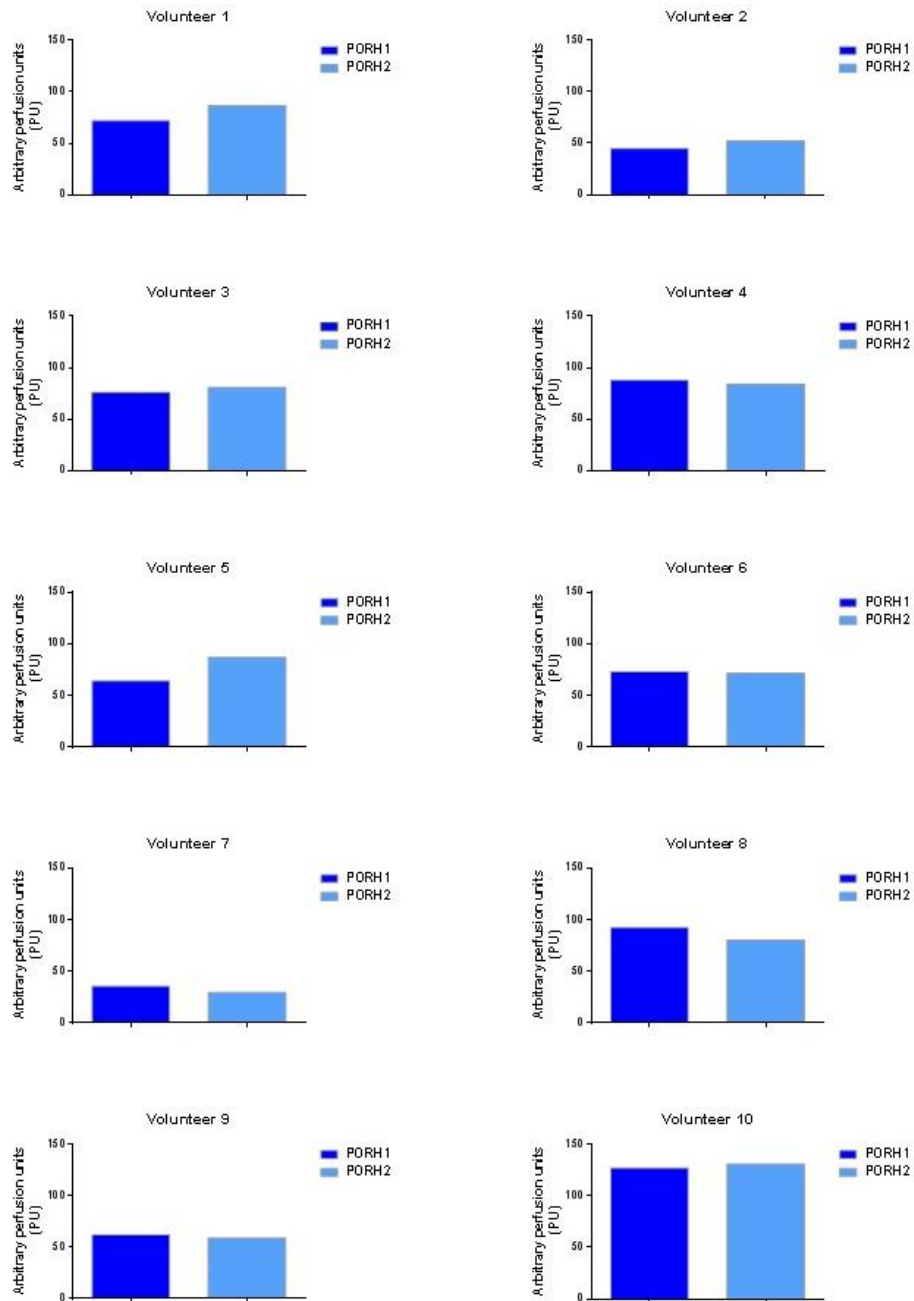 Volunteer 1
Arbitrary perfusion units
(PU)
150
100
50
0
PORH1
PORH2
Volunteer 2
Arbitrary perfusion units
(PU)
150
100
50
0
PORH1
PORH2
Volunteer 3
Arbitrary perfusion units
(PU)
150
100
50
0
PORH1
PORH2
Volunteer 4
Arbitrary perfusion units
(PU)
150
100
50
0
PORH1
PORH2
Volunteer 5
Arbitrary perfusion units
(PU)
150
100
50
0
PORH1
PORH2
Volunteer 6
Arbitrary perfusion units
(PU)
150
100
50
0
PORH1
PORH2
Volunteer 7
Arbitrary perfusion units
(PU)
150
100
50
0
PORH1
PORH2
Volunteer 8
Arbitrary perfusion units
(PU)
150
100
50
0
PORH1
PORH2
Volunteer 9
Arbitrary perfusion units
(PU)
150
100
50
0
PORH1
PORH2
Volunteer 10
Arbitrary perfusion units
(PU)
150
100
50
0
PORH1
PORH2